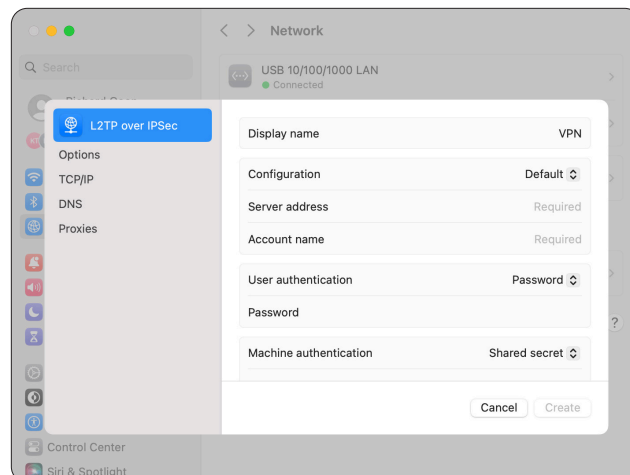 Network
Search
USB 10/100/1000 LAN
Connected
L2TP over IPSec
Options
TCP/IP
DNS
Proxies
Display name VPN
Configuration Default
Server address Required
Account name Required
User authentication Password
Password
Machine authentication Shared secret
?
Cancel Create
Control Center
Siri & Spotlight